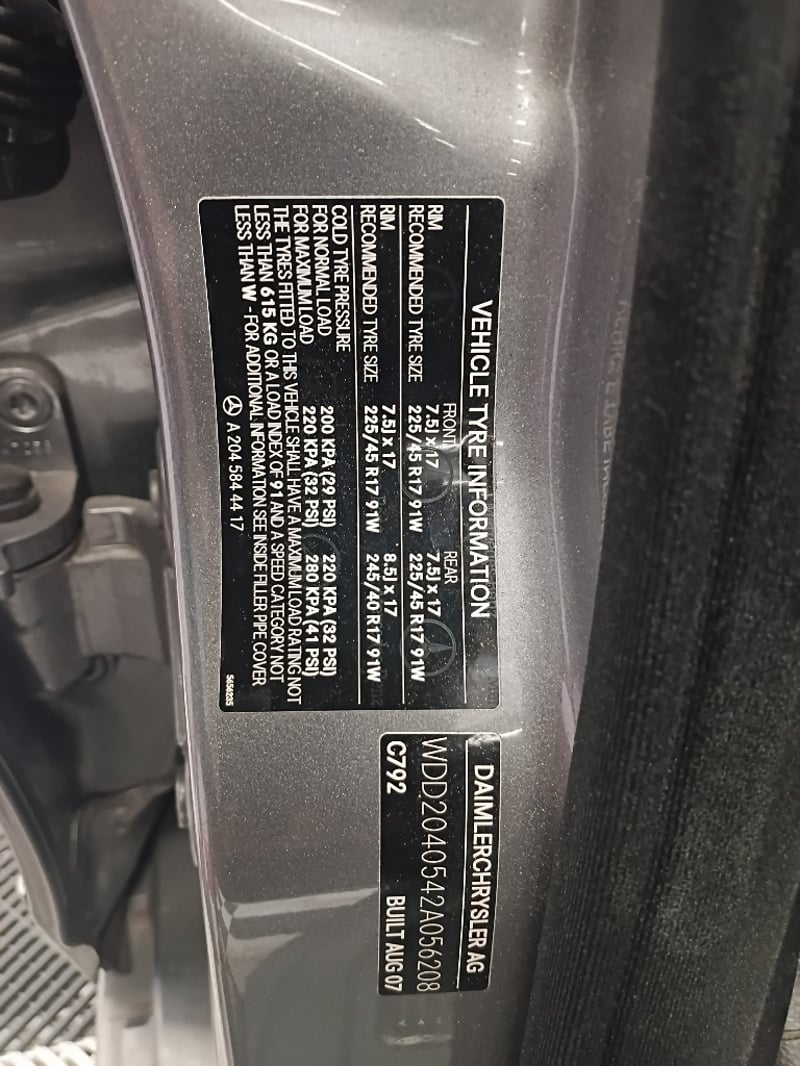 VEHICLE TYRE INFORMATION
FRONT REAR
RIM 7.5J x 17 7.5J x 17
RECOMMENDED TYRE SIZE 225/45 R17 91W 225/45 R17 91W
RIM 7.5J x 17 8.5J x 17
RECOMMENDED TYRE SIZE 225/45 R17 91W 245/40 R17 91W
COLD TYRE PRESSURE
FOR NORMAL LOAD 200 KPA (29 PSI) 220 KPA (32 PSI)
FOR MAXIMUM LOAD 220 KPA (32 PSI) 280 KPA (41 PSI)
THE TYRES FITTED TO THIS VEHICLE SHALL HAVE A MAXIMUM LOAD RATING NOT
LESS THAN 615 KG OR A LOAD INDEX OF 91 AND A SPEED CATEGORY NOT
LESS THAN W - FOR ADDITIONAL INFORMATION SEE INSIDE FILLER PIPE COVER
A 204 584 44 17
5656235
DAIMLERCHRYSLER AG
WDD2040542A056208
C792 BUILT AUG 07